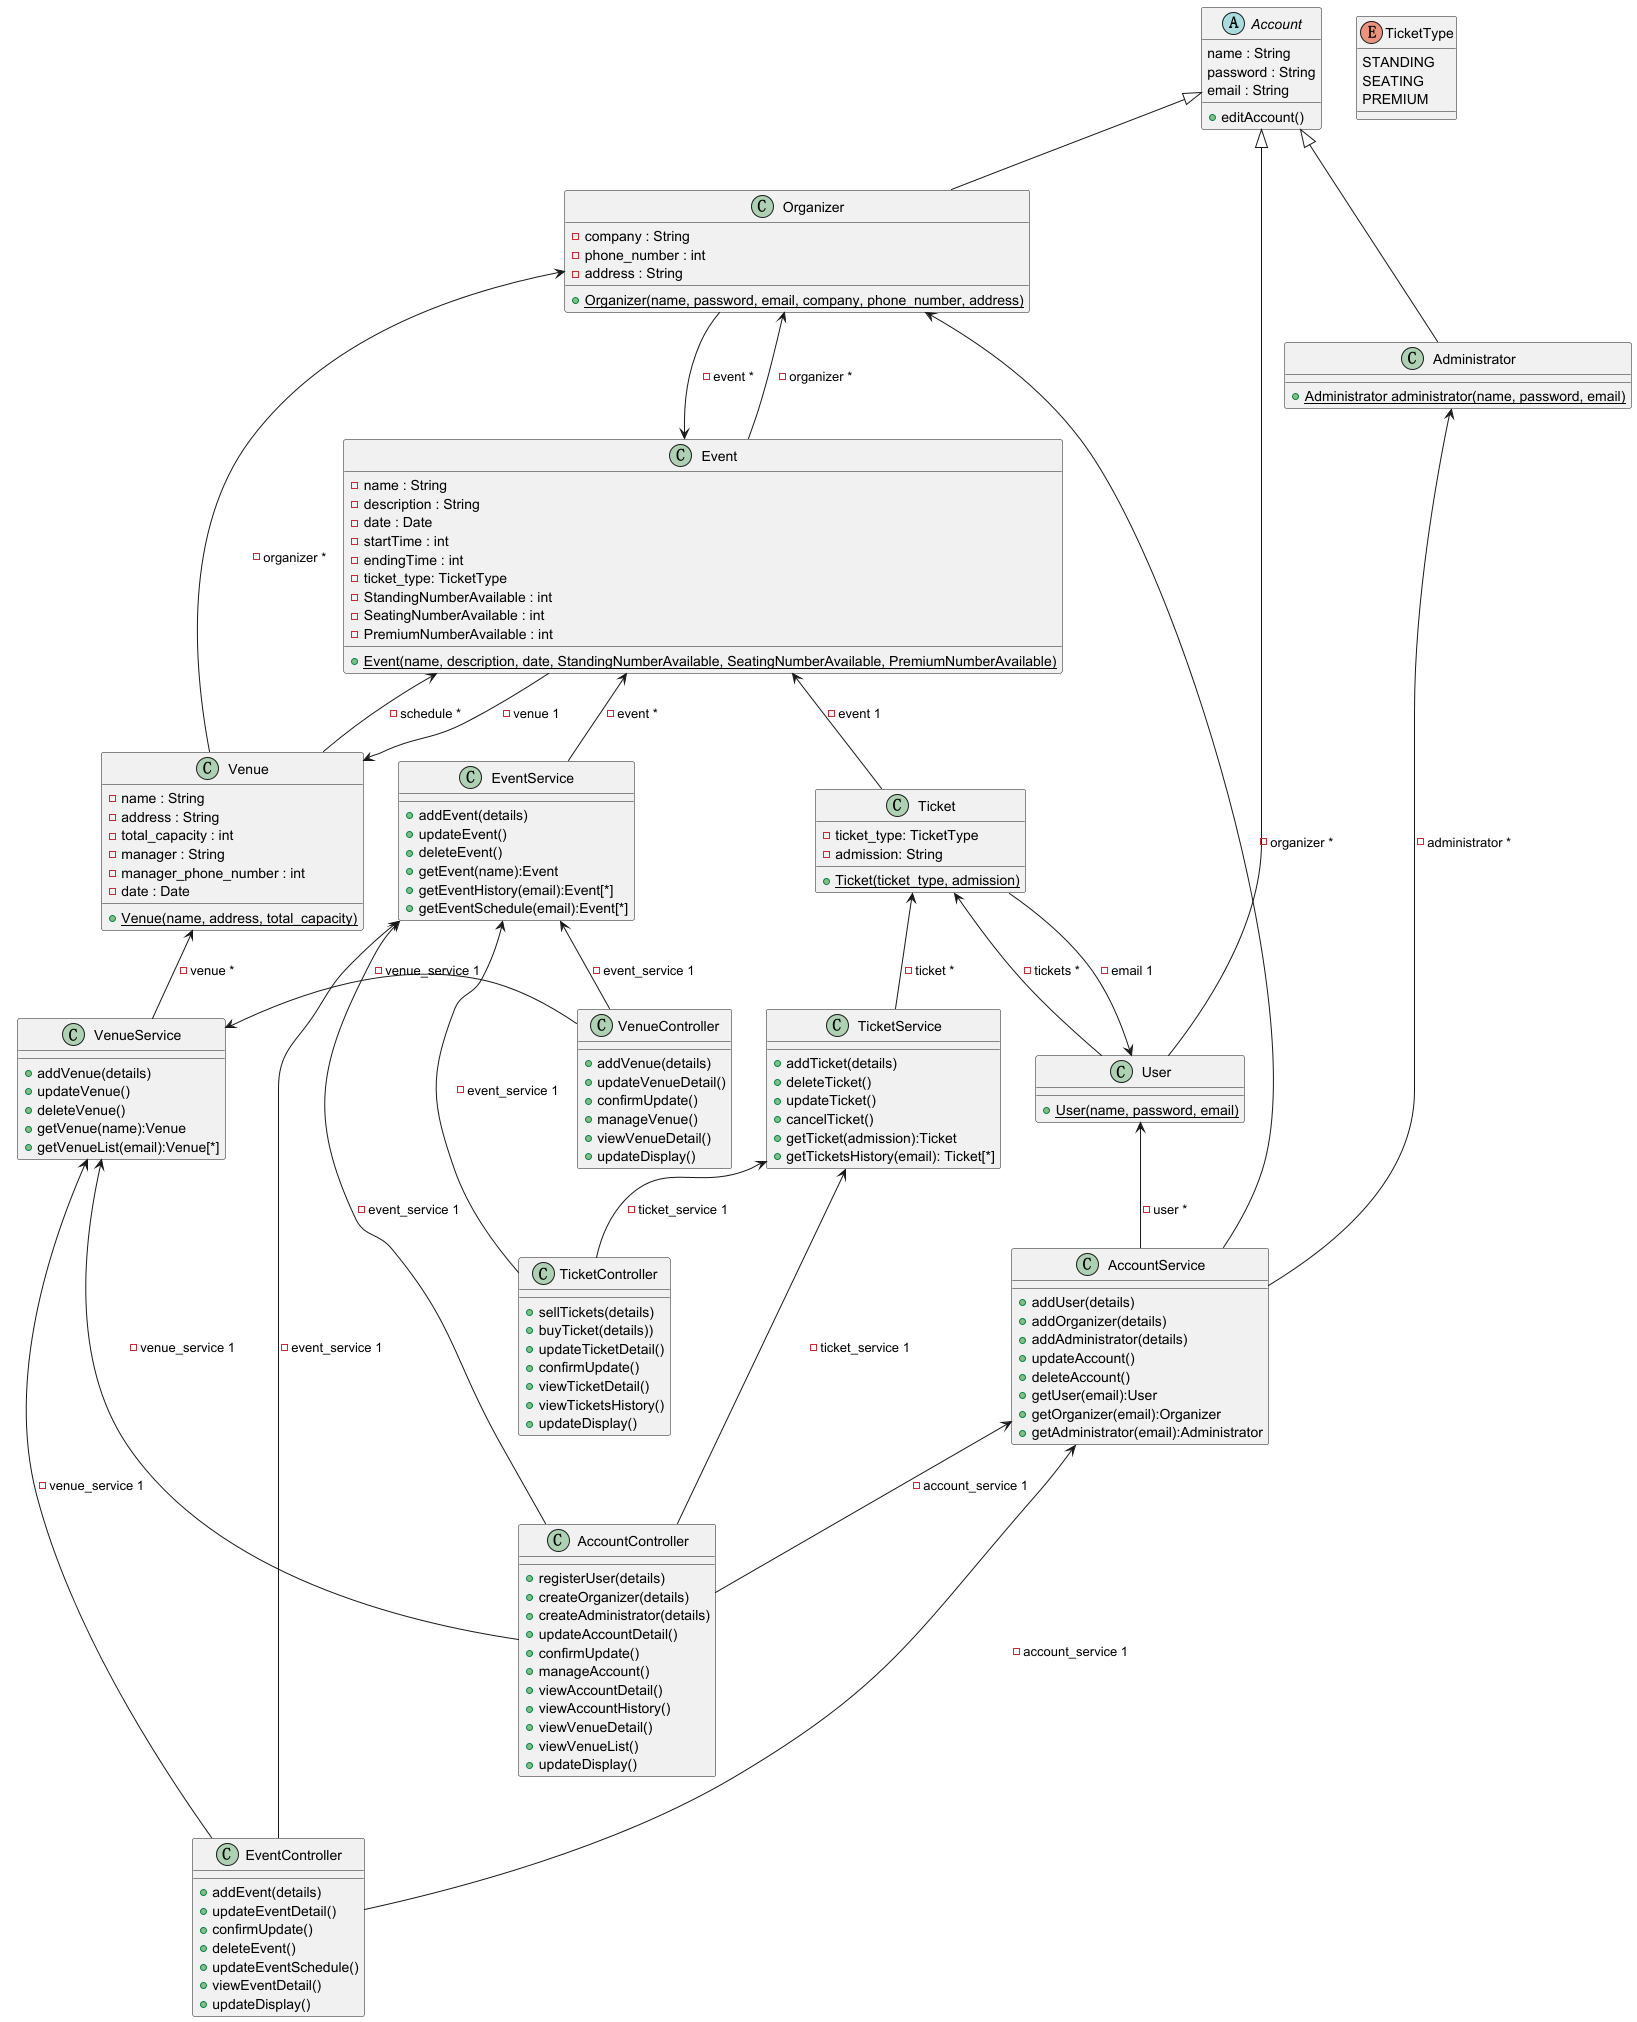 A Account
name : String
password : String
email : String
editAccount()
E TicketType
STANDING
SEATING
PREMIUM
C Organizer
company : String
phone_number : int
address : String
Organizer(name, password, email, company, phone_number, address)
C Administrator
Administrator administrator(name, password, email)
event *
organizer *
C Event
name : String
description : String
date : Date
startTime : int
endingTime : int
ticket_type: TicketType
StandingNumberAvailable : int
SeatingNumberAvailable : int
PremiumNumberAvailable : int
Event(name, description, date, StandingNumberAvailable, SeatingNumberAvailable, PremiumNumberAvailable)
organizer *
schedule *
venue 1
event *
event 1
C Venue
name : String
address : String
total_capacity : int
manager : String
manager_phone_number : int
date : Date
Venue(name, address, total_capacity)
C EventService
addEvent(details)
updateEvent()
deleteEvent()
getEvent(name):Event
getEventHistory(email):Event[*]
getEventSchedule(email):Event[*]
C Ticket
ticket_type: TicketType
admission: String
Ticket(ticket_type, admission)
organizer *
administrator *
venue *
venue_service 1
event_service 1
ticket *
tickets *
email 1
C VenueService
addVenue(details)
updateVenue()
deleteVenue()
getVenue(name):Venue
getVenueList(email):Venue[*]
C VenueController
addVenue(details)
updateVenueDetail()
confirmUpdate()
manageVenue()
viewVenueDetail()
updateDisplay()
C TicketService
addTicket(details)
deleteTicket()
updateTicket()
cancelTicket()
getTicket(admission):Ticket
getTicketsHistory(email): Ticket[*]
C User
User(name, password, email)
event_service 1
event_service 1
ticket_service 1
user *
C TicketController
sellTickets(details)
buyTicket(details))
updateTicketDetail()
confirmUpdate()
viewTicketDetail()
viewTicketsHistory()
updateDisplay()
C AccountService
addUser(details)
addOrganizer(details)
addAdministrator(details)
updateAccount()
deleteAccount()
getUser(email):User
getOrganizer(email):Organizer
getAdministrator(email):Administrator
venue_service 1
event_service 1
ticket_service 1
venue_service 1
account_service 1
C AccountController
registerUser(details)
createOrganizer(details)
createAdministrator(details)
updateAccountDetail()
confirmUpdate()
manageAccount()
viewAccountDetail()
viewAccountHistory()
viewVenueDetail()
viewVenueList()
updateDisplay()
account_service 1
C EventController
addEvent(details)
updateEventDetail()
confirmUpdate()
deleteEvent()
updateEventSchedule()
viewEventDetail()
updateDisplay()